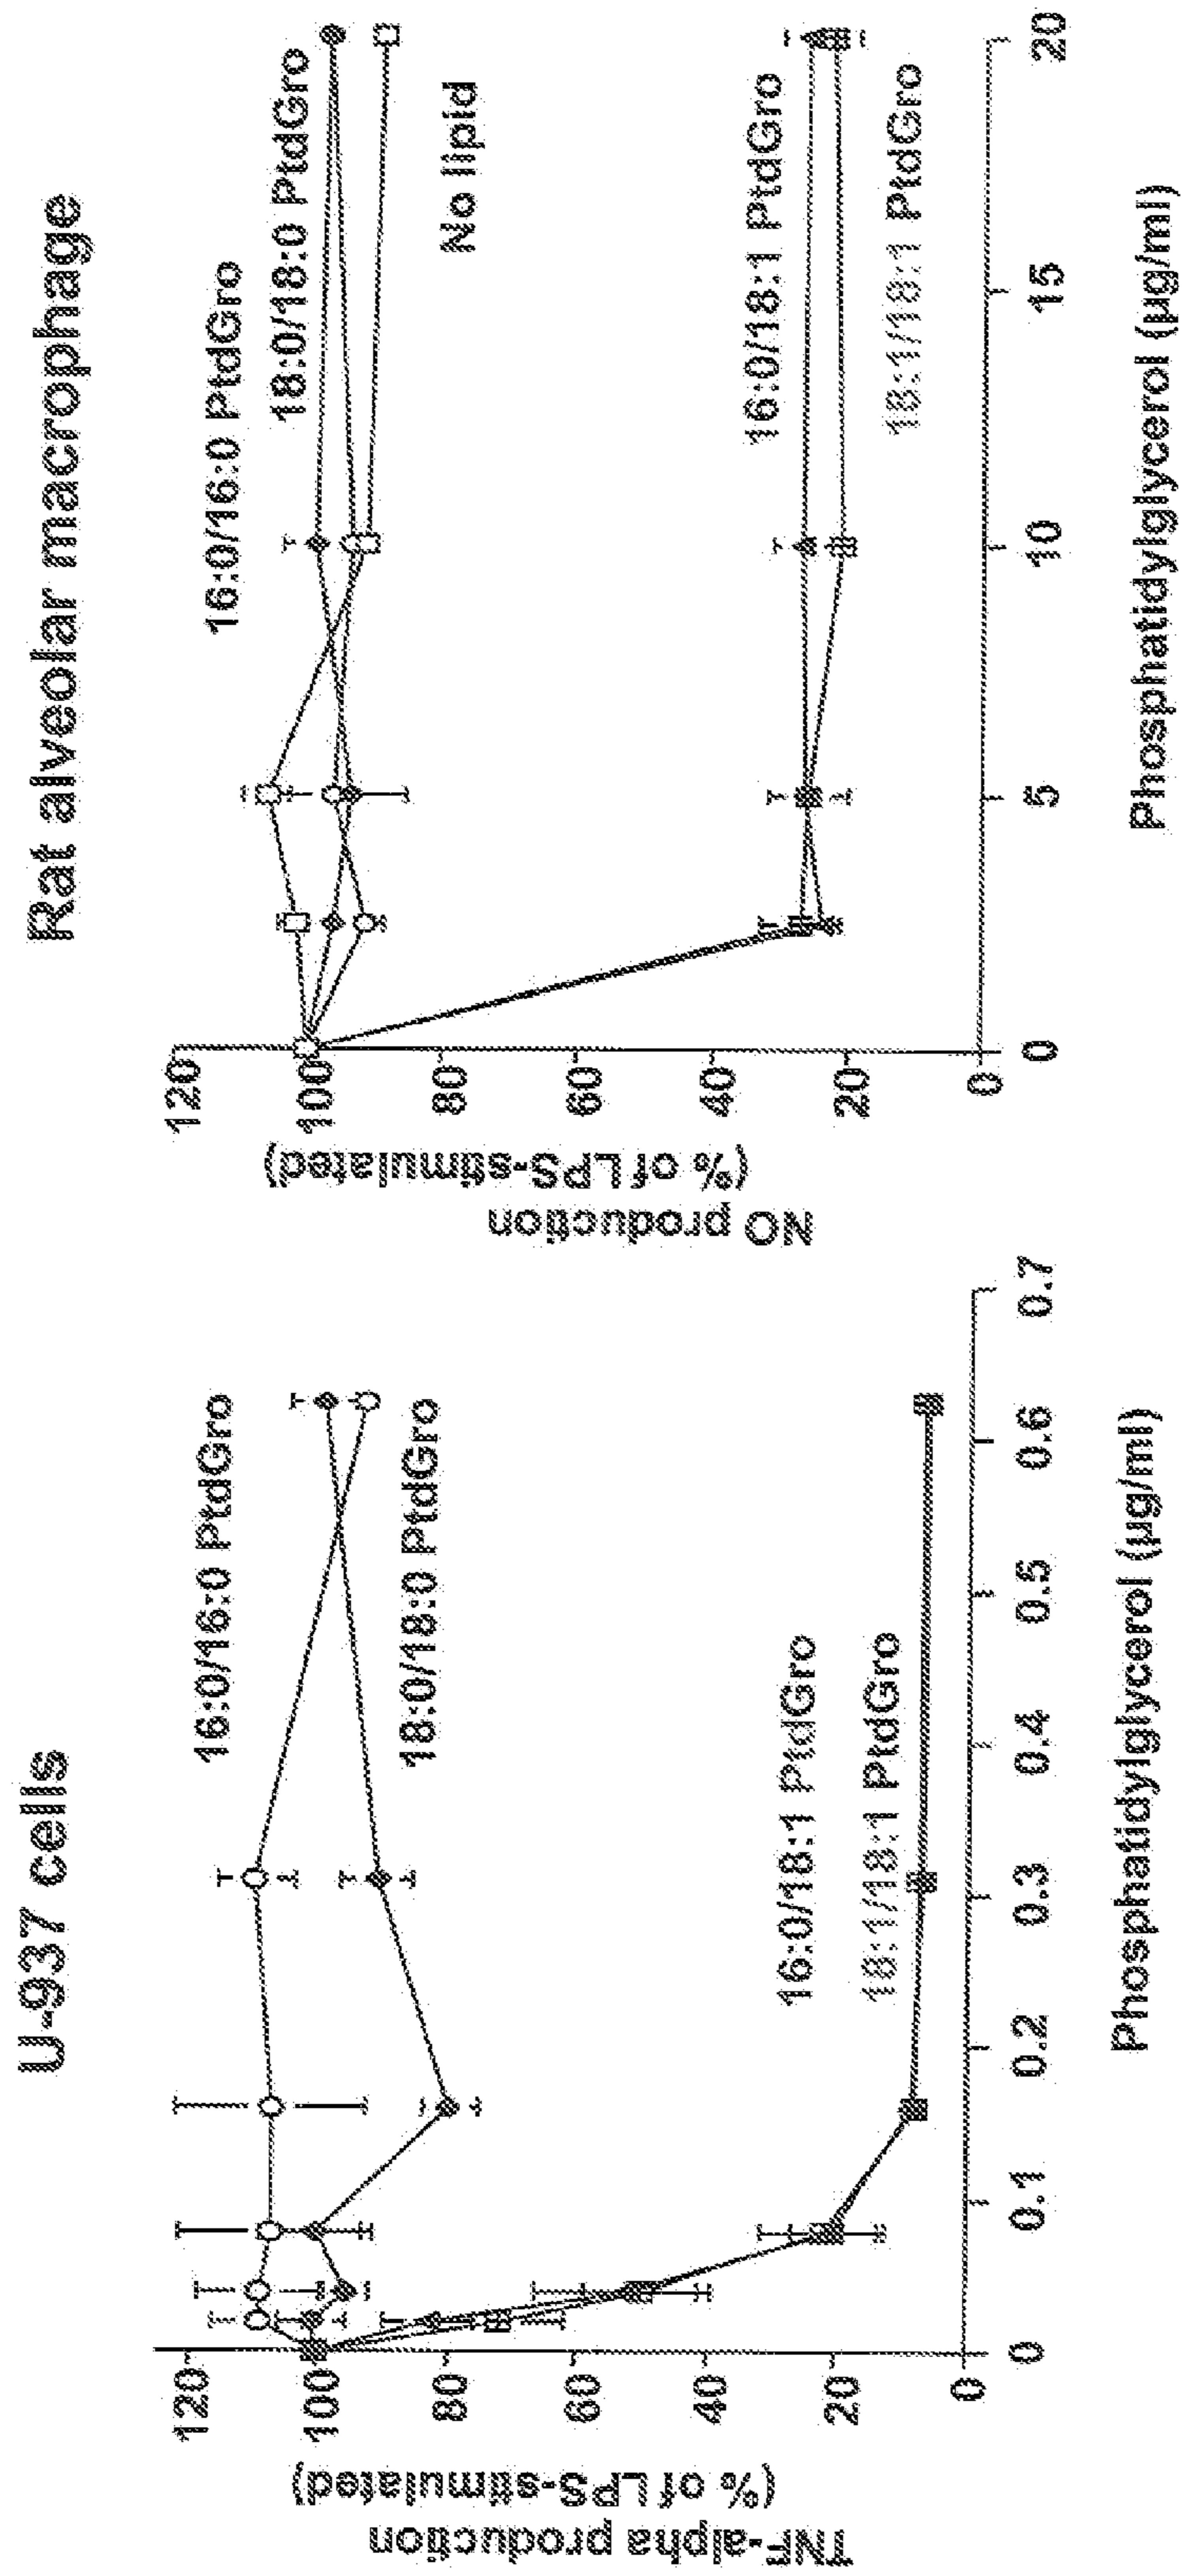 U-937 cells
TNF-alpha production
(% of LPS-stimulated)
120
100
80
60
40
20
0
16:0/16:0 PtdGro
18:0/18:0 PtdGro
16:0/18:1 PtdGro
18:1/18:1 PtdGro
0
0.1
0.2
0.3
0.4
0.5
0.6
0.7
Phosphatidylglycerol (µg/ml)
Rat alveolar macrophage
NO production
(% of LPS-stimulated)
120
100
80
60
40
20
0
16:0/16:0 PtdGro
18:0/18:0 PtdGro
No lipid
16:0/18:1 PtdGro
18:1/18:1 PtdGro
0
5
10
15
20
Phosphatidylglycerol (µg/ml)